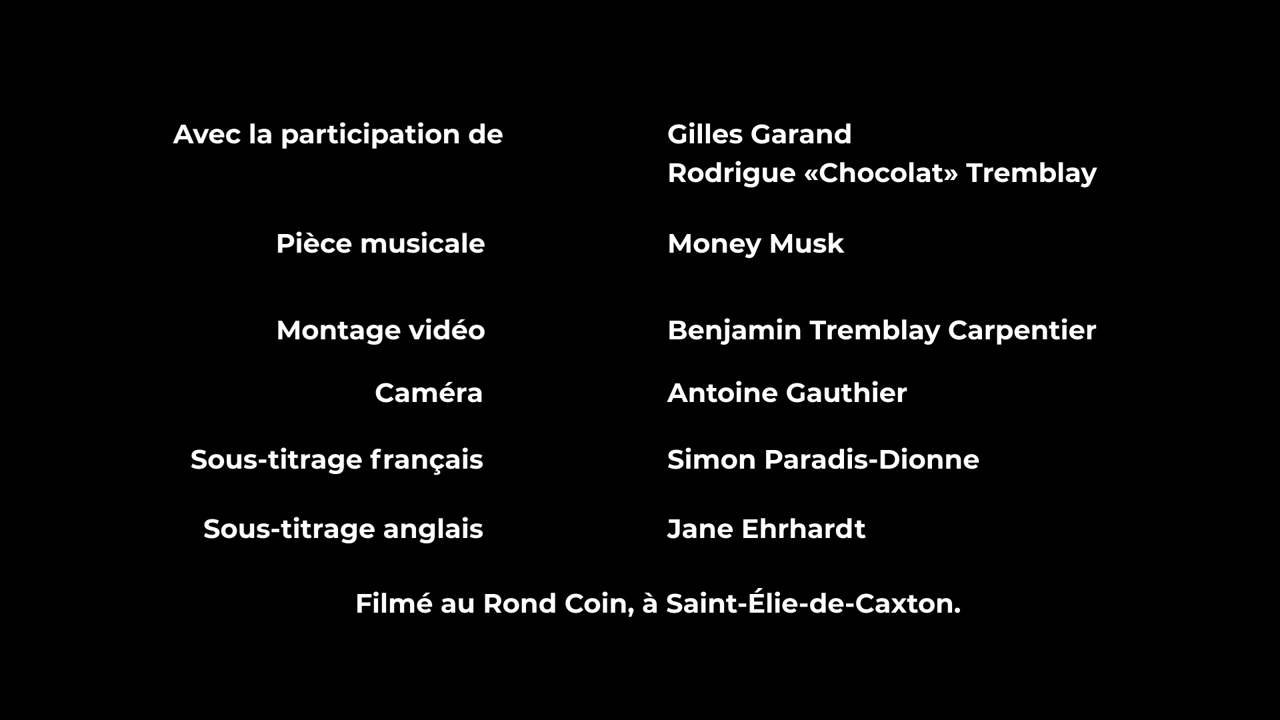 Avec la participation de Gilles Garand
Rodrigue «Chocolat» Tremblay
Pièce musicale Money Musk
Montage vidéo Benjamin Tremblay Carpentier
Caméra Antoine Gauthier
Sous-titrage français Simon Paradis-Dionne
Sous-titrage anglais Jane Ehrhardt
Filmé au Rond Coin, à Saint-Élie-de-Caxton.